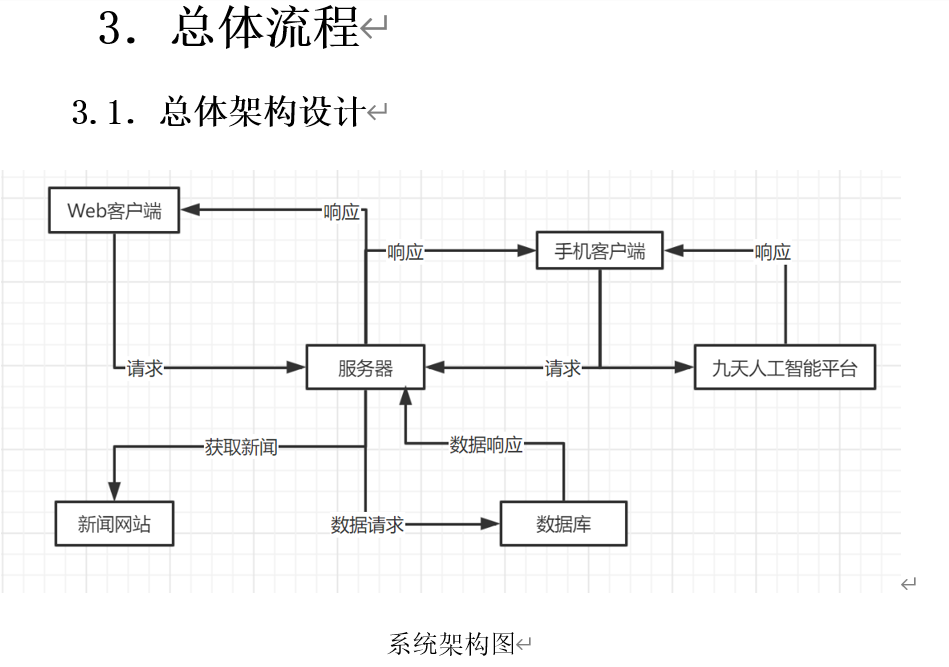 3. 总体流程
3.1. 总体架构设计
Web客户端
响应
响应
手机客户端
响应
请求
服务器
请求
九天人工智能平台
获取新闻
数据响应
新闻网站
数据请求
数据库
系统架构图